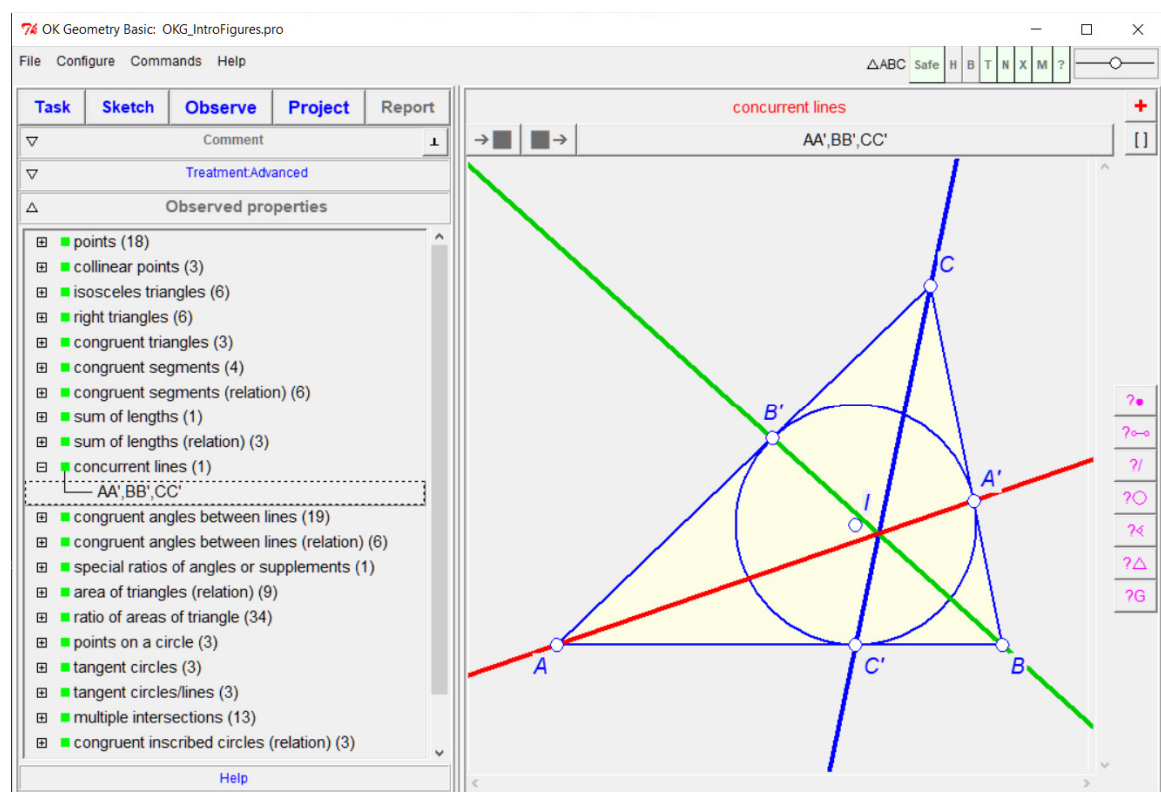 OK Geometry Basic: OKG_IntroFigures.pro
File Configure Commands Help
△ABC Safe H B T N X M ?
Task Sketch Observe Project Report
Comment
Treatment:Advanced
Observed properties
points (18)
collinear points (3)
isosceles triangles (6)
right triangles (6)
congruent triangles (3)
congruent segments (4)
congruent segments (relation) (6)
sum of lengths (1)
sum of lengths (relation) (3)
concurrent lines (1)
AA',BB',CC'
congruent angles between lines (19)
congruent angles between lines (relation) (6)
special ratios of angles or supplements (1)
area of triangles (relation) (9)
ratio of areas of triangle (34)
points on a circle (3)
tangent circles (3)
tangent circles/lines (3)
multiple intersections (13)
congruent inscribed circles (relation) (3)
Help
concurrent lines +
AA',BB',CC' [ ]
C
B'
A'
I
A
C'
B
?●
?o-o
?/
?○
?∢
?△
?G